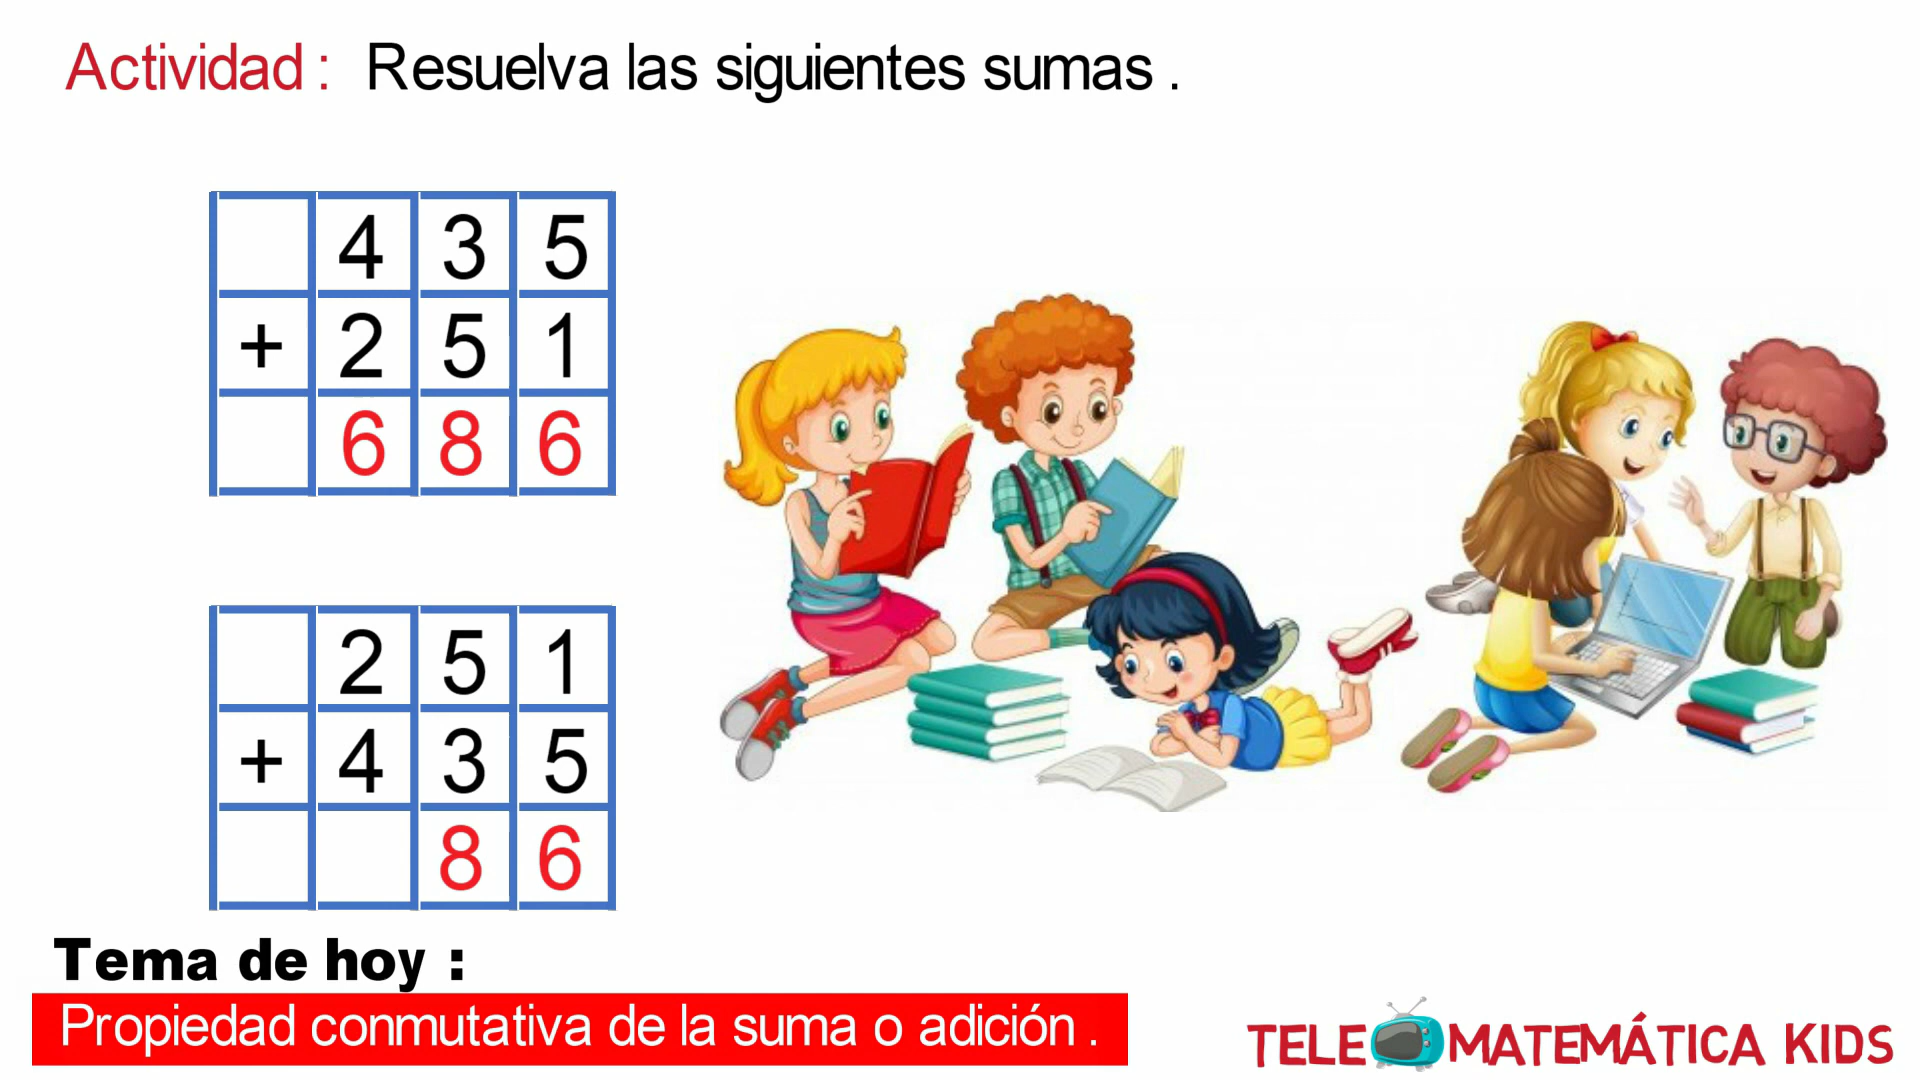 Actividad : Resuelva las siguientes sumas .
4 3 5
+ 2 5 1
6 8 6
2 5 1
+ 4 3 5
8 6
Tema de hoy :
Propiedad conmutativa de la suma o adición .
TELE MATEMÁTICA KIDS